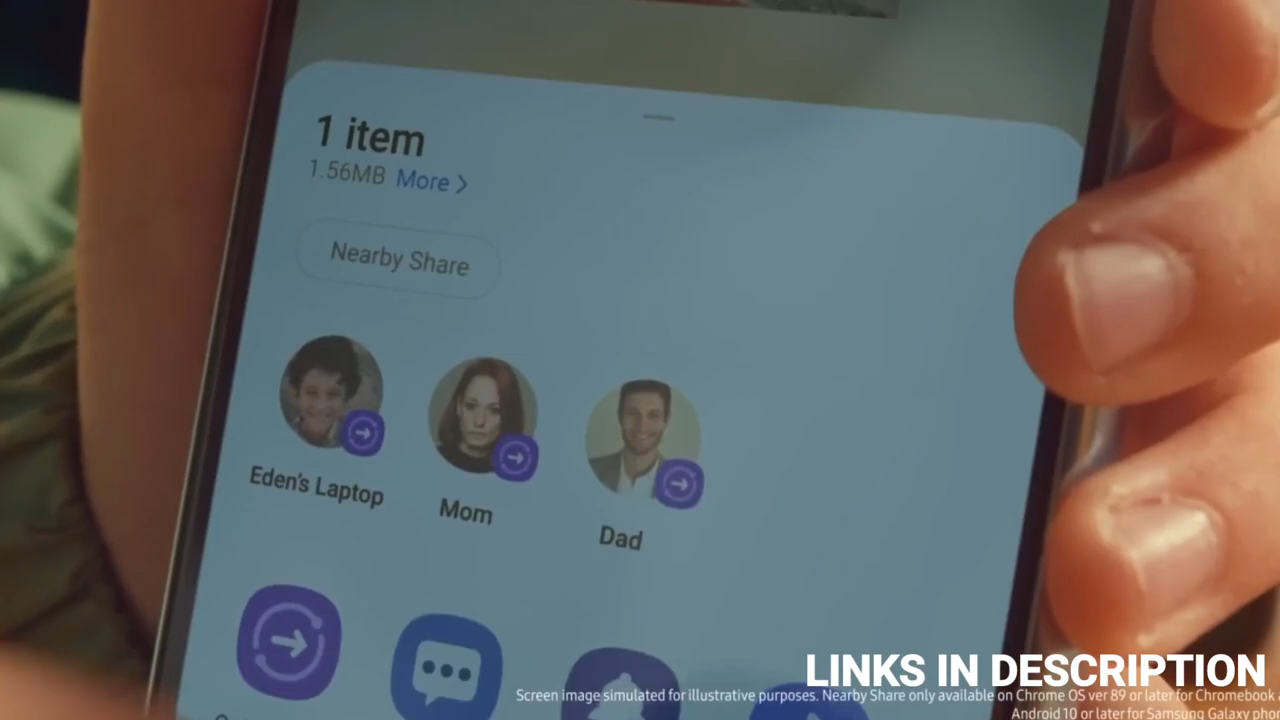 1 item
1.56MB More >
Nearby Share
Eden's Laptop
Mom
Dad
LINKS IN DESCRIPTION
Screen image simulated for illustrative purposes. Nearby Share only available on Chrome OS ver 89 or later for Chromebook
Android 10 or later for Samsung Galaxy